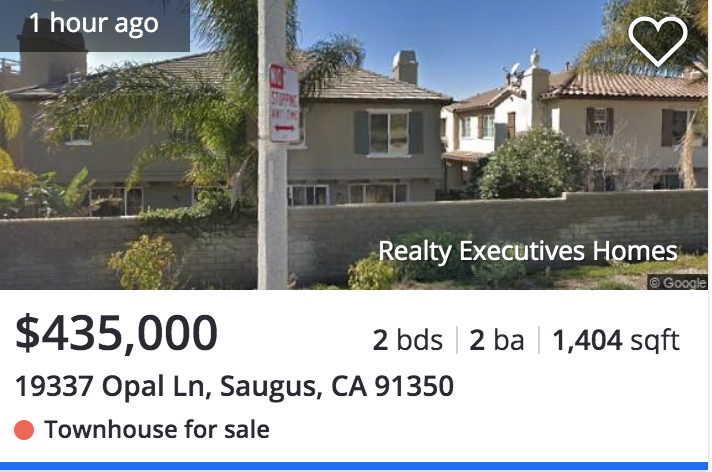 1 hour ago
NO
STOPPING
ANY TIME
Realty Executives Homes
© Google
$435,000
2 bds | 2 ba | 1,404 sqft
19337 Opal Ln, Saugus, CA 91350
Townhouse for sale